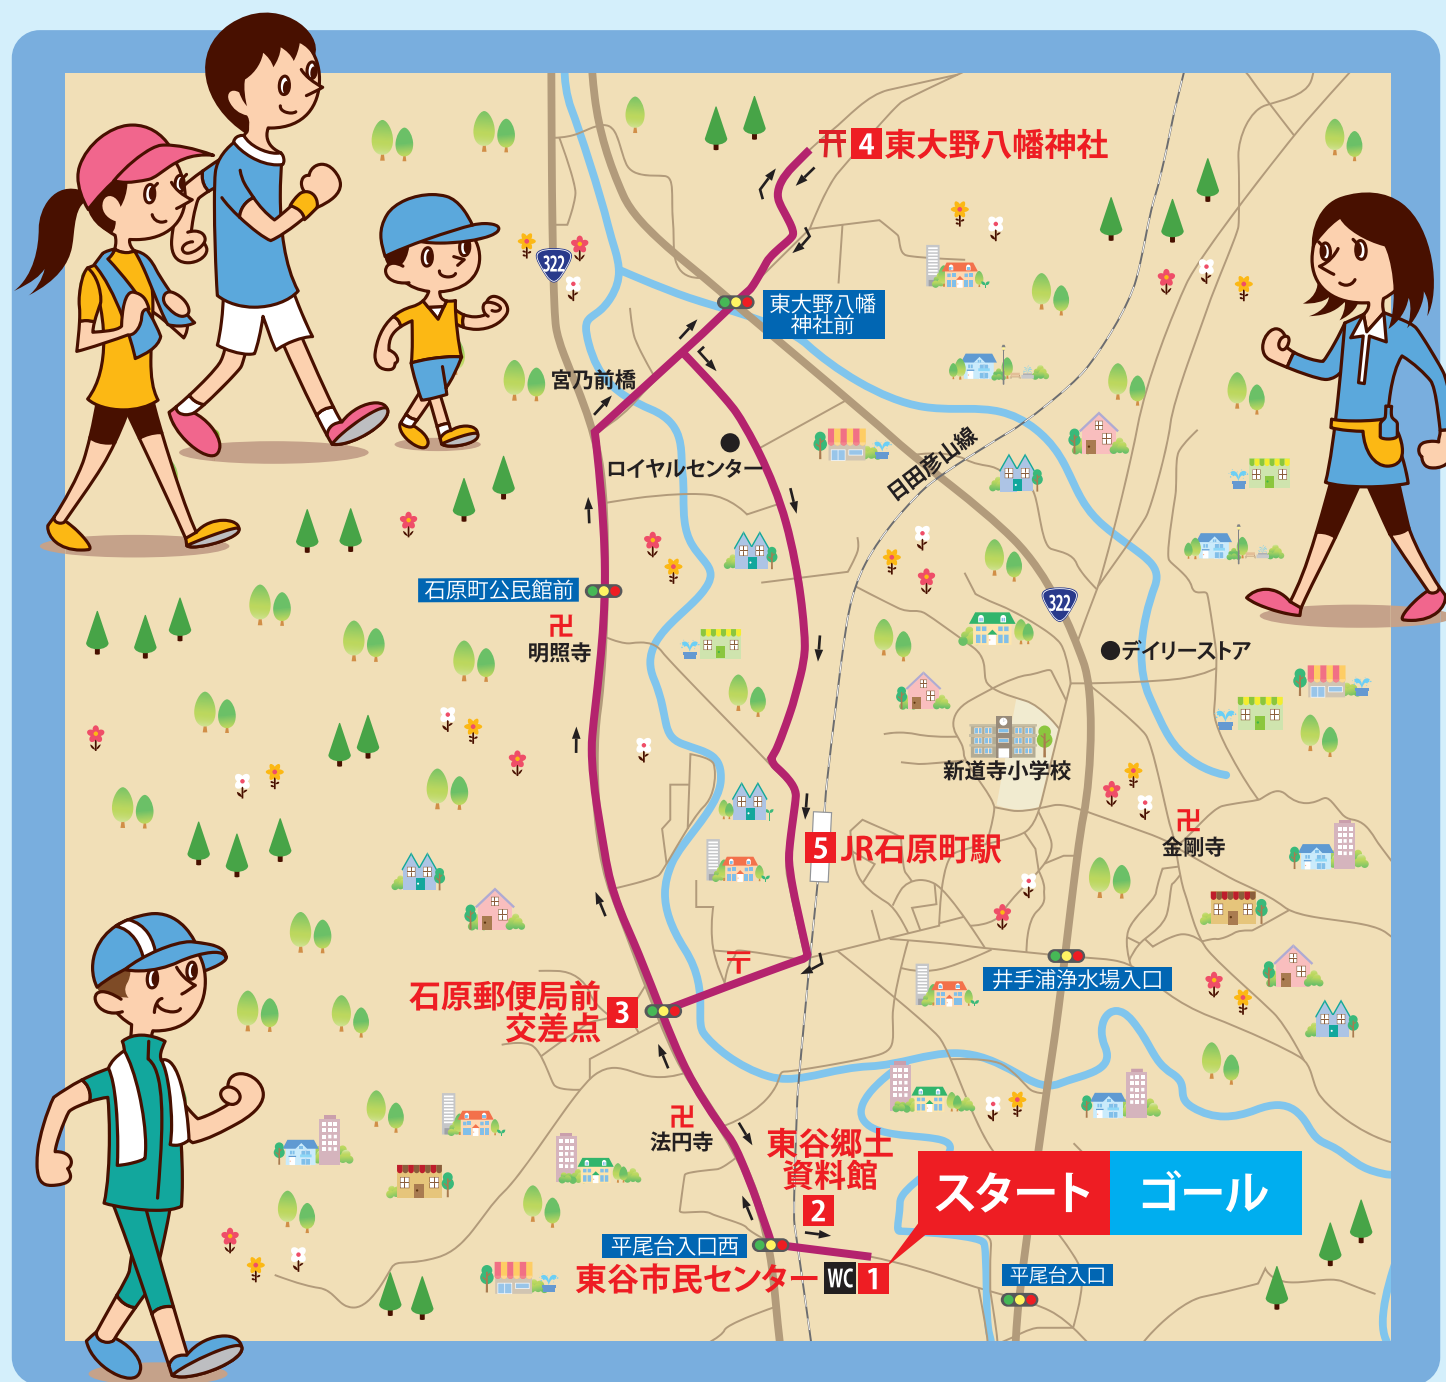 4 東大野八幡神社
322
東大野八幡
神社前
宮乃前橋
ロイヤルセンター
日田彦山線
石原町公民館前
322
明照寺
デイリーストア
新道寺小学校
金剛寺
5 JR石原町駅
井手浦浄水場入口
石原郵便局前
交差点
3
法円寺
東谷郷土
資料館
2
スタート ゴール
平尾台入口西
平尾台入口
東谷市民センター WC 1